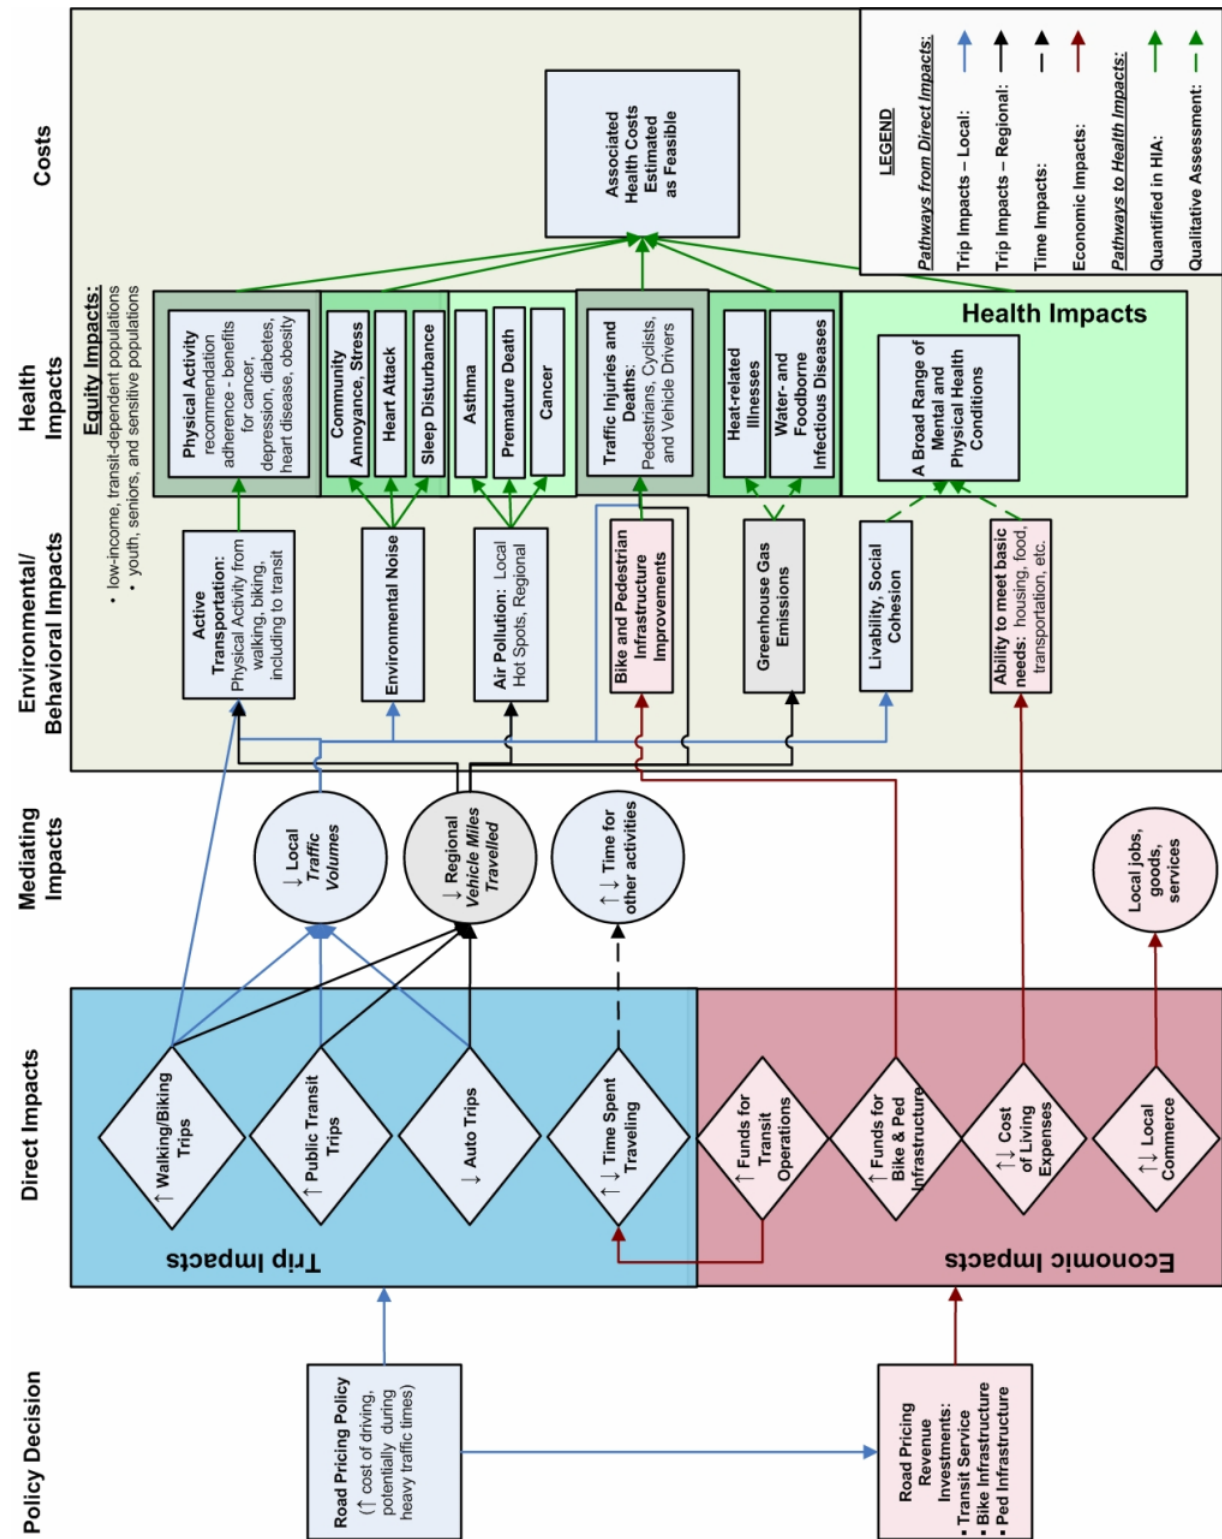 Policy Decision
Direct Impacts
Mediating
Impacts
Environmental/
Behavioral Impacts
Health
Impacts
Costs
Road Pricing Policy
(↑ cost of driving,
potentially during
heavy traffic times)
Road Pricing
Revenue
Investments:
▪ Transit Service
▪ Bike Infrastructure
▪ Ped Infrastructure
Trip Impacts
Economic Impacts
↑ Walking/Biking
Trips
↑ Public Transit
Trips
↓ Auto Trips
↑↓ Time Spent
Traveling
↑ Funds for
Transit
Operations
↑ Funds for
Bike & Ped
Infrastructure
↑↓ Cost
of Living
Expenses
↑↓ Local
Commerce
↓ Local
Traffic
Volumes
↓ Regional
Vehicle Miles
Travelled
↑↓ Time for
other activities
Local jobs,
goods,
services
Equity Impacts:
• low-income, transit-dependent populations
• youth, seniors, and sensitive populations
Active
Transportation:
Physical Activity from
walking, biking,
including to transit
Environmental Noise
Air Pollution: Local
Hot Spots, Regional
Bike and Pedestrian
Infrastructure
Improvements
Greenhouse Gas
Emissions
Livability, Social
Cohesion
Ability to meet basic
needs: housing, food,
transportation, etc.
Physical Activity
recommendation
adherence - benefits
for cancer,
depression, diabetes,
heart disease, obesity
Community
Annoyance, Stress
Heart Attack
Sleep Disturbance
Asthma
Premature Death
Cancer
Traffic Injuries and
Deaths:
Pedestrians, Cyclists,
and Vehicle Drivers
Heat-related
Illnesses
Water- and
Foodborne
Infectious Diseases
A Broad Range of
Mental and
Physical Health
Conditions
Health Impacts
Associated
Health Costs
Estimated
as Feasible
LEGEND
Pathways from Direct Impacts:
Trip Impacts – Local:
Trip Impacts – Regional:
Time Impacts:
Economic Impacts:
Pathways to Health Impacts:
Quantified in HIA:
Qualitative Assessment: